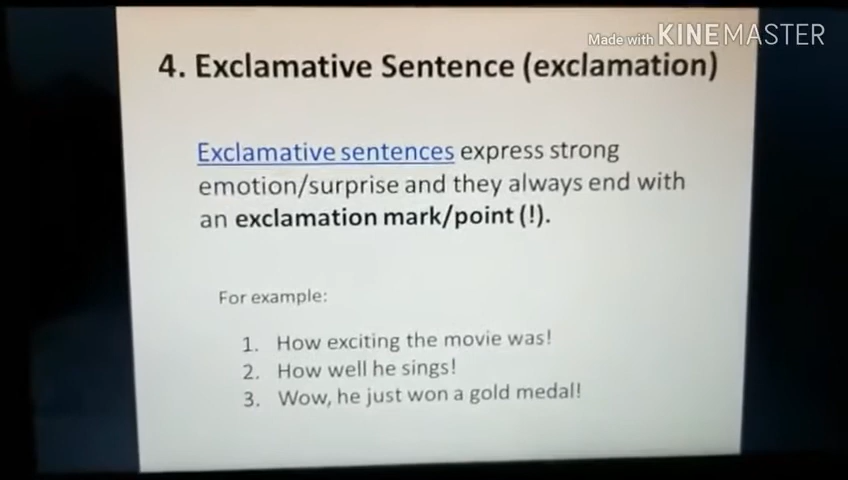 Made with KINEMASTER
4. Exclamative Sentence (exclamation)
Exclamative sentences express strong
emotion/surprise and they always end with
an exclamation mark/point (!).
For example:
1. How exciting the movie was!
2. How well he sings!
3. Wow, he just won a gold medal!